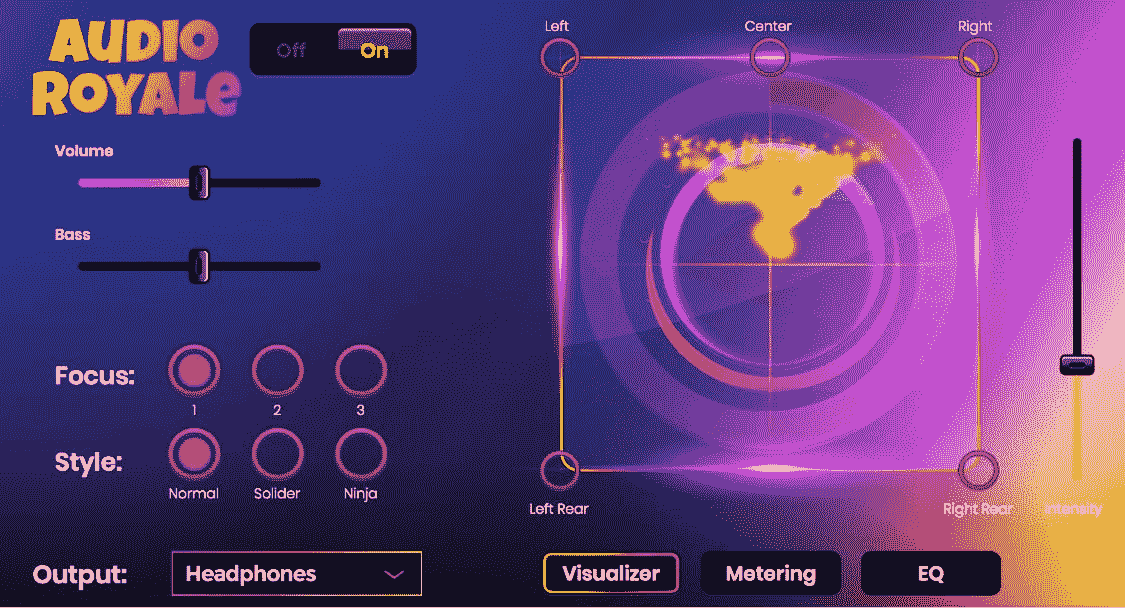 AUDIO
ROYALE
Off
On
Volume
Bass
Focus:
1
2
3
Style:
Normal
Solider
Ninja
Output:
Headphones
Left
Center
Right
Left Rear
Right Rear
Intensity
Visualizer
Metering
EQ